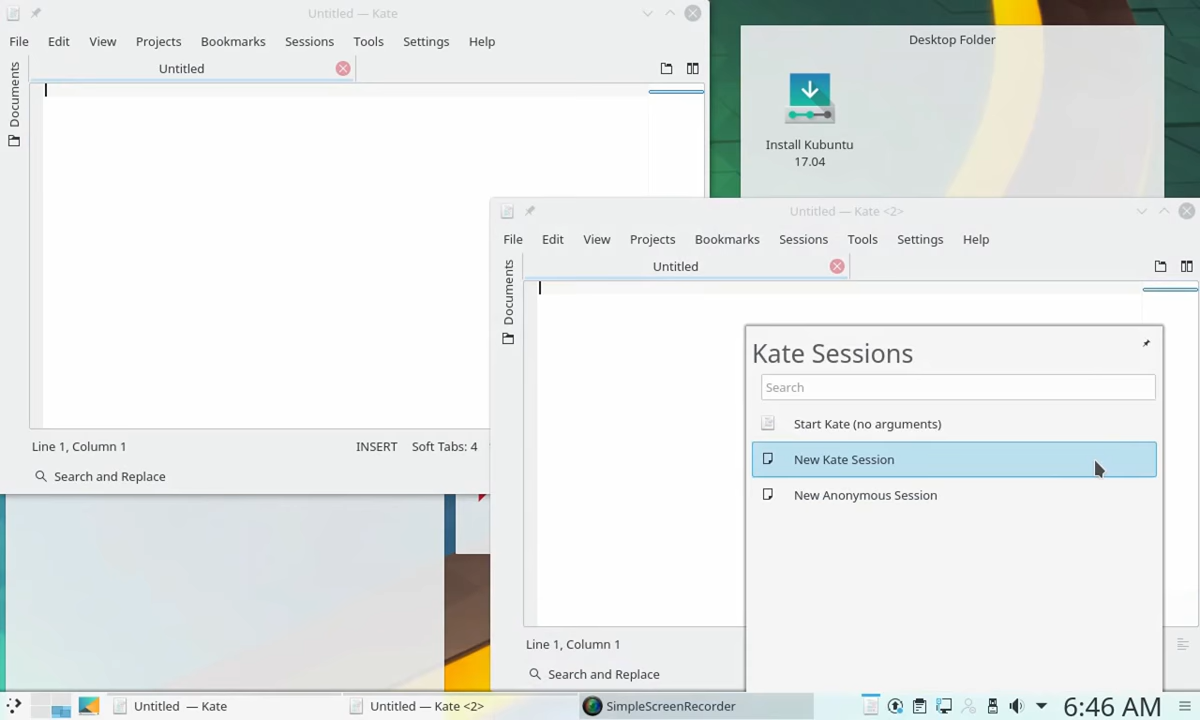 Untitled — Kate
File Edit View Projects Bookmarks Sessions Tools Settings Help
Untitled
Documents
Line 1, Column 1 INSERT Soft Tabs: 4
Search and Replace
Desktop Folder
Install Kubuntu
17.04
Untitled — Kate <2>
File Edit View Projects Bookmarks Sessions Tools Settings Help
Untitled
Documents
Line 1, Column 1
Search and Replace
Kate Sessions
Search
Start Kate (no arguments)
New Kate Session
New Anonymous Session
Untitled — Kate
Untitled — Kate <2>
SimpleScreenRecorder
6:46 AM